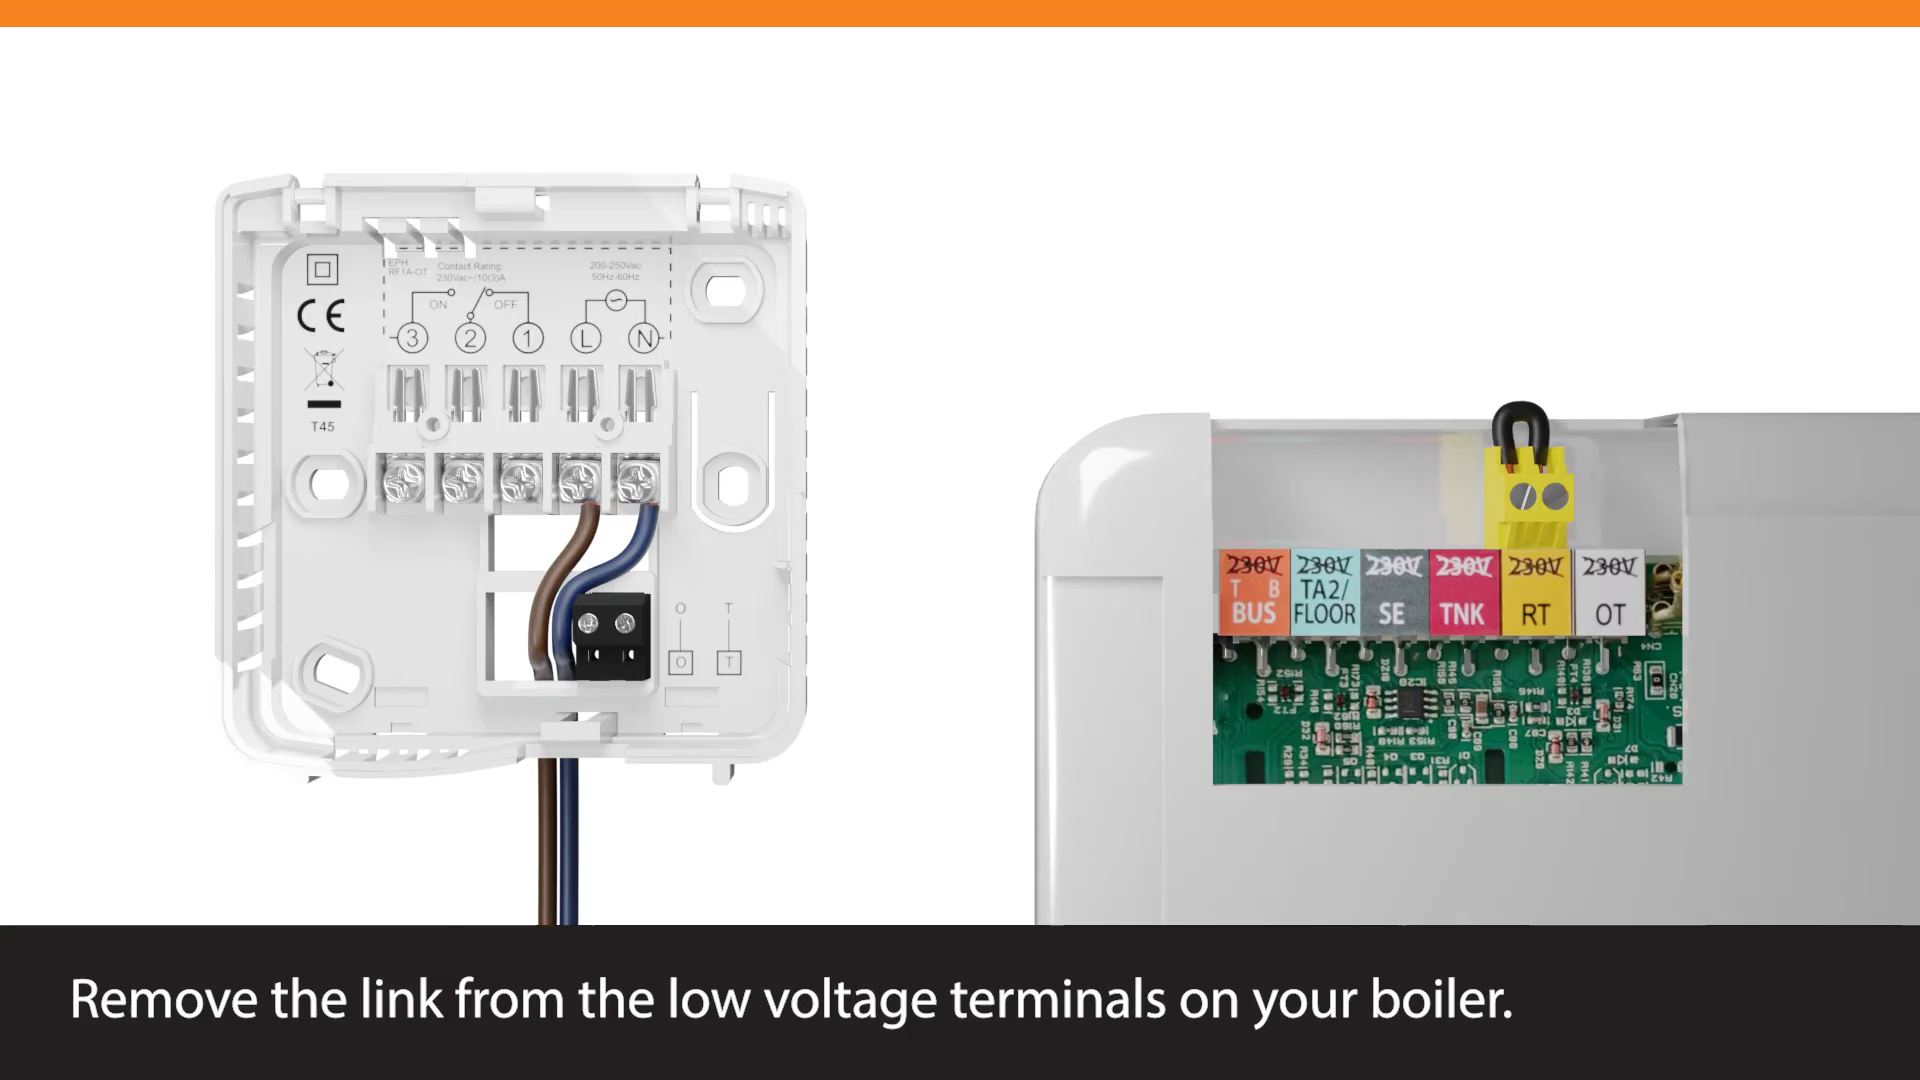 EPH
RF1A-OT
Contact Rating:
230Vac~/10(3)A
200-250Vac
50Hz-60Hz
ON
OFF
3 2 1 L N
CE
T45
O T
O T
230V 230V 230V 230V 230V 230V
T B
BUS
TA2/
FLOOR
SE
TNK
RT
OT
Remove the link from the low voltage terminals on your boiler.